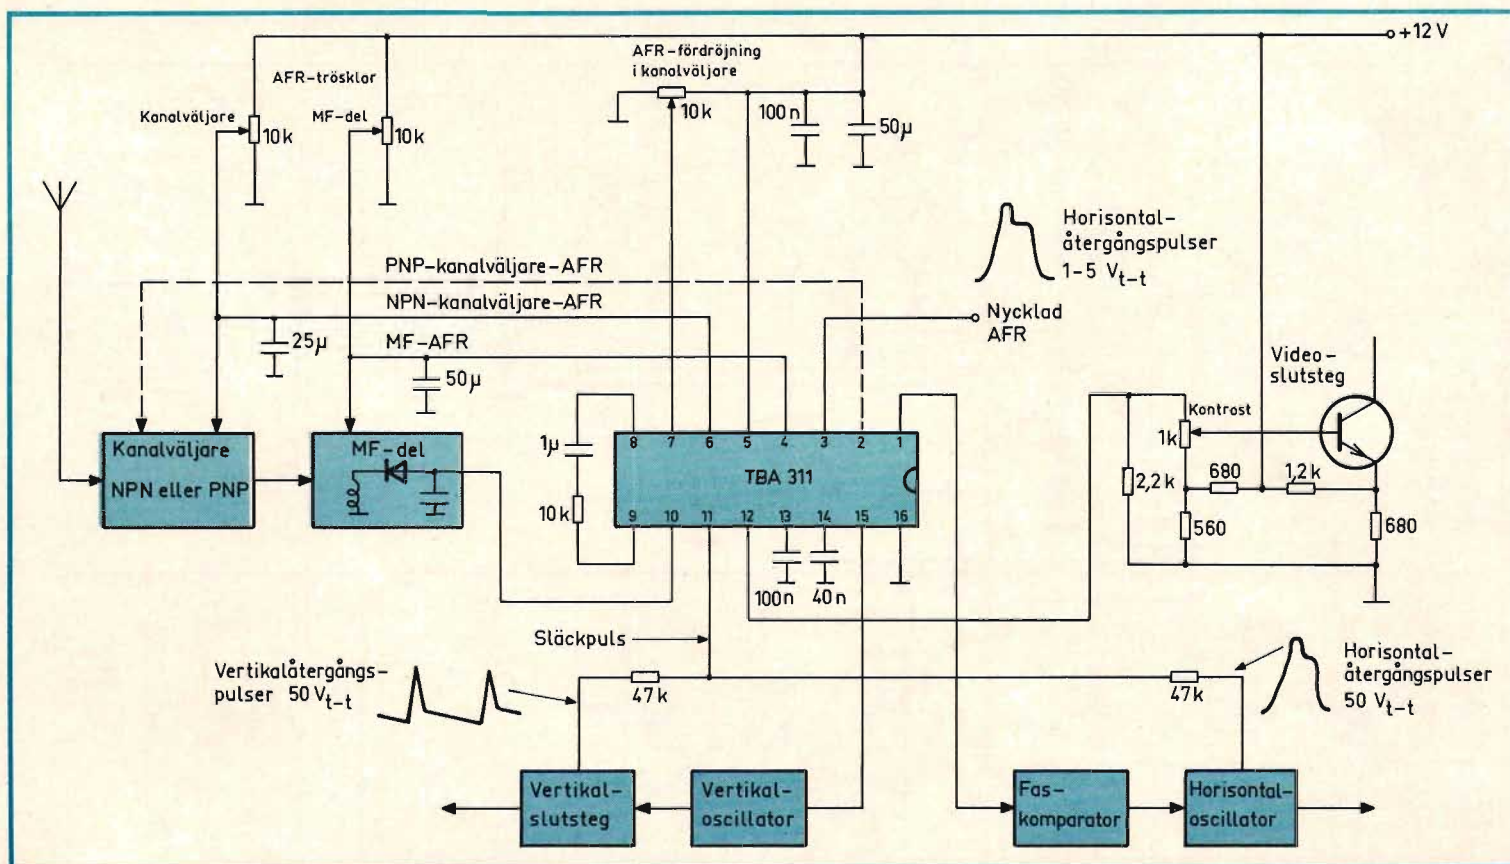 +12 V
AFR-fördröjning
i kanalväljare
AFR-trösklar
Kanalväljare
10k
MF-del
10k
10k
100n
50µ
Horisontal-
återgångspulser
1-5 Vt-t
PNP-kanalväljare-AFR
NPN-kanalväljare-AFR
Nycklad
AFR
25µ
MF-AFR
50µ
Video-
slutsteg
Kontrost
1k
Kanalväljare
NPN eller PNP
MF-del
1µ
10k
8 7 6 5 4 3 2 1
TBA 311
9 10 11 12 13 14 15 16
2,2k
680
1,2k
560
680
100n
40n
Släckpuls
Vertikalåtergångs-
pulser 50 Vt-t
47k
47k
Horisontal-
återgångspulser
50 Vt-t
Vertikal-
slutsteg
Vertikal-
oscillator
Fas-
komparator
Horisontal-
oscillator